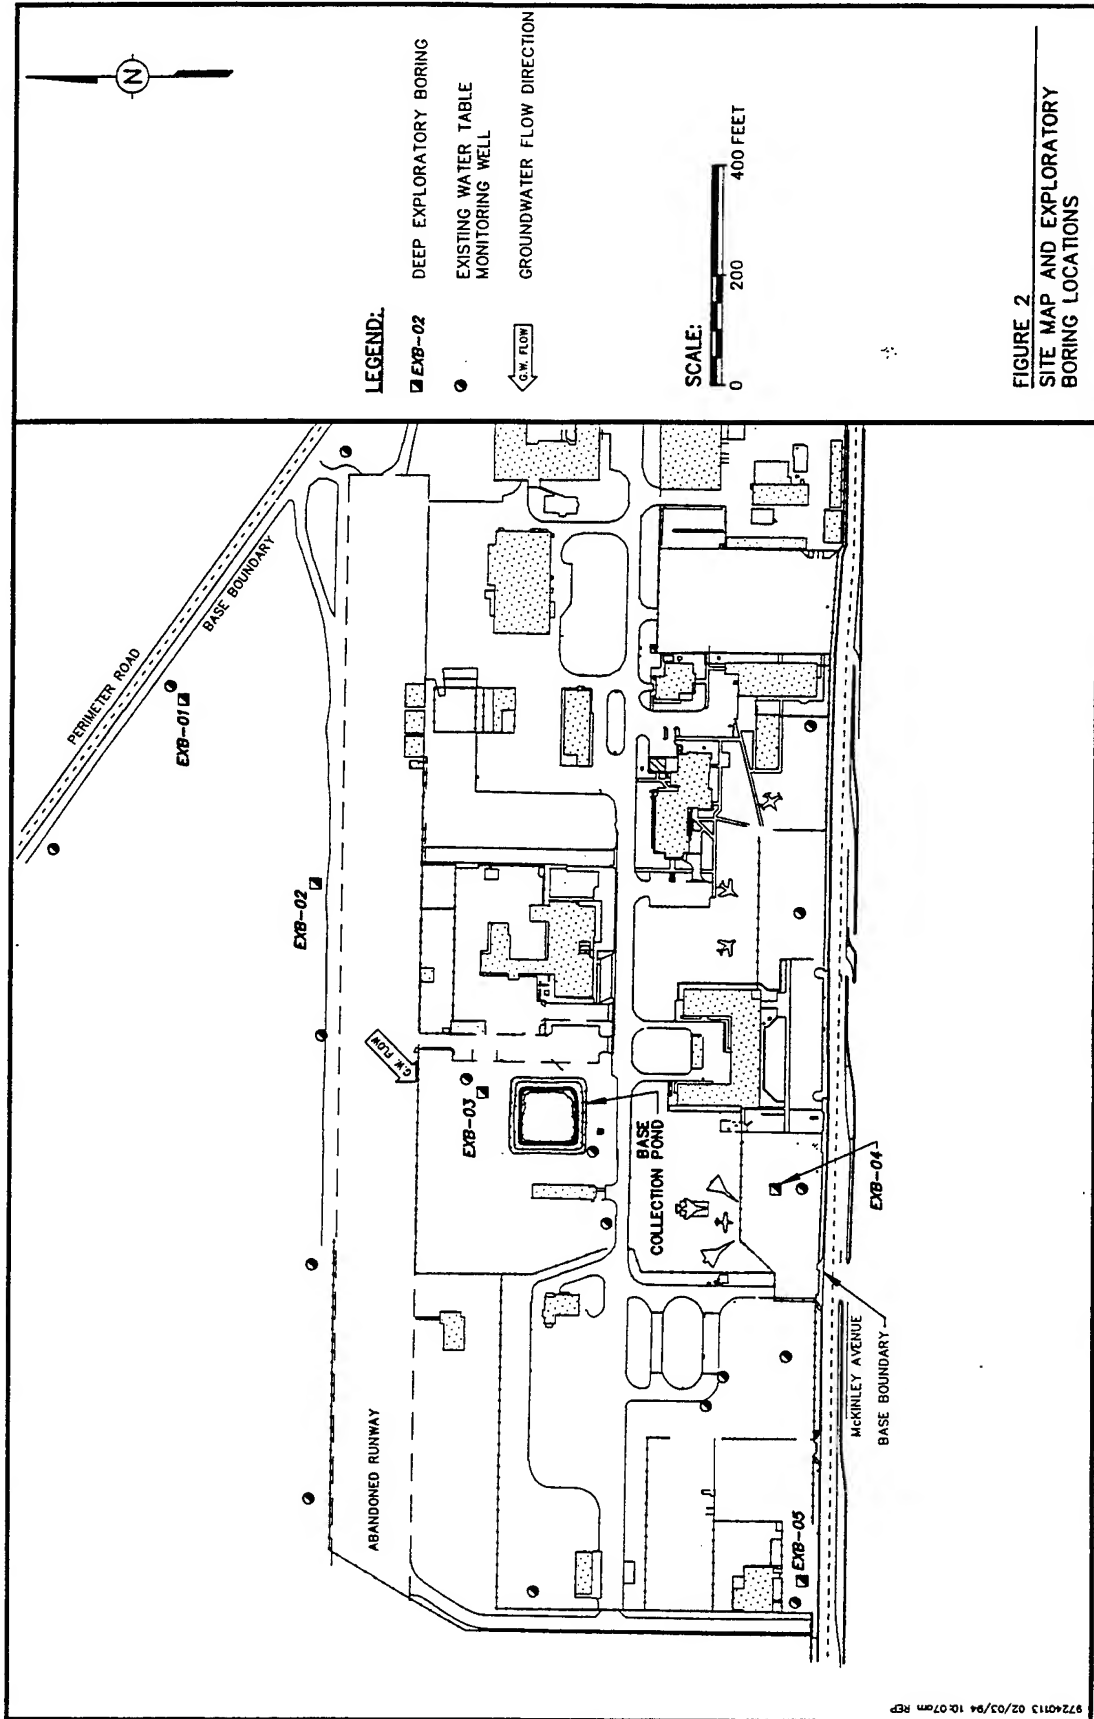 N
LEGEND:
EXB-02 DEEP EXPLORATORY BORING
EXISTING WATER TABLE
MONITORING WELL
G.W. FLOW GROUNDWATER FLOW DIRECTION
SCALE:
0 200 400 FEET
FIGURE 2
SITE MAP AND EXPLORATORY
BORING LOCATIONS
PERIMETER ROAD
BASE BOUNDARY
EXB-01
EXB-02
G.W. FLOW
EXB-03
BASE
COLLECTION POND
EXB-04
ABANDONED RUNWAY
McKINLEY AVENUE
BASE BOUNDARY
EXB-05
97240113 02/03/94 10:07am REP